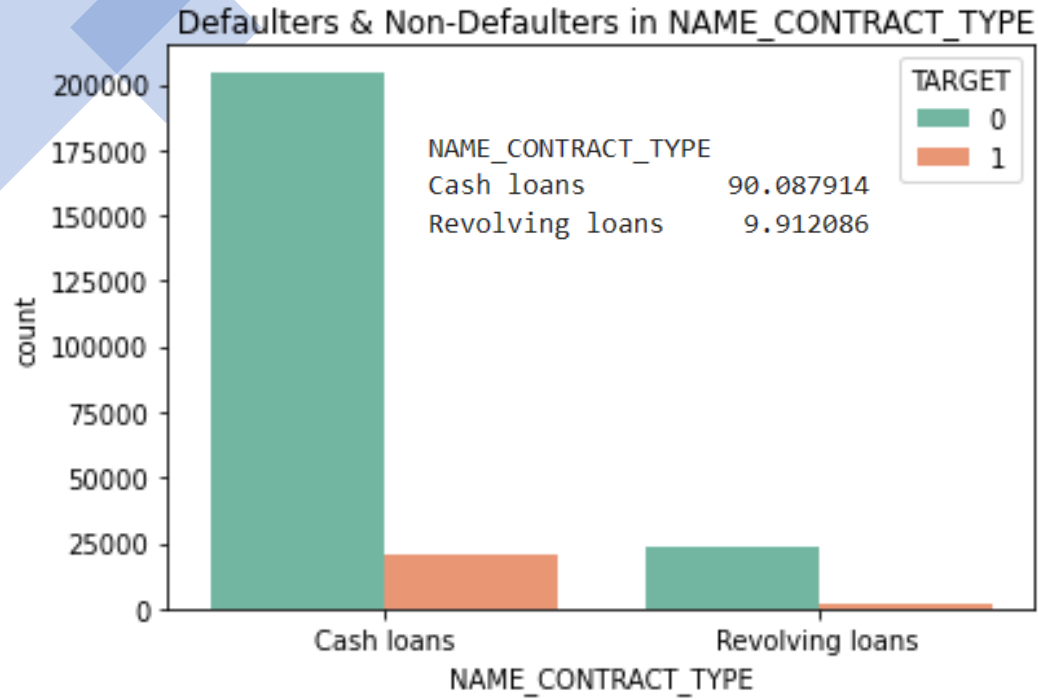 Defaulters & Non-Defaulters in NAME_CONTRACT_TYPE
TARGET
0
1
NAME_CONTRACT_TYPE
Cash loans 90.087914
Revolving loans 9.912086
count
200000
175000
150000
125000
100000
75000
50000
25000
0
Cash loans Revolving loans
NAME_CONTRACT_TYPE